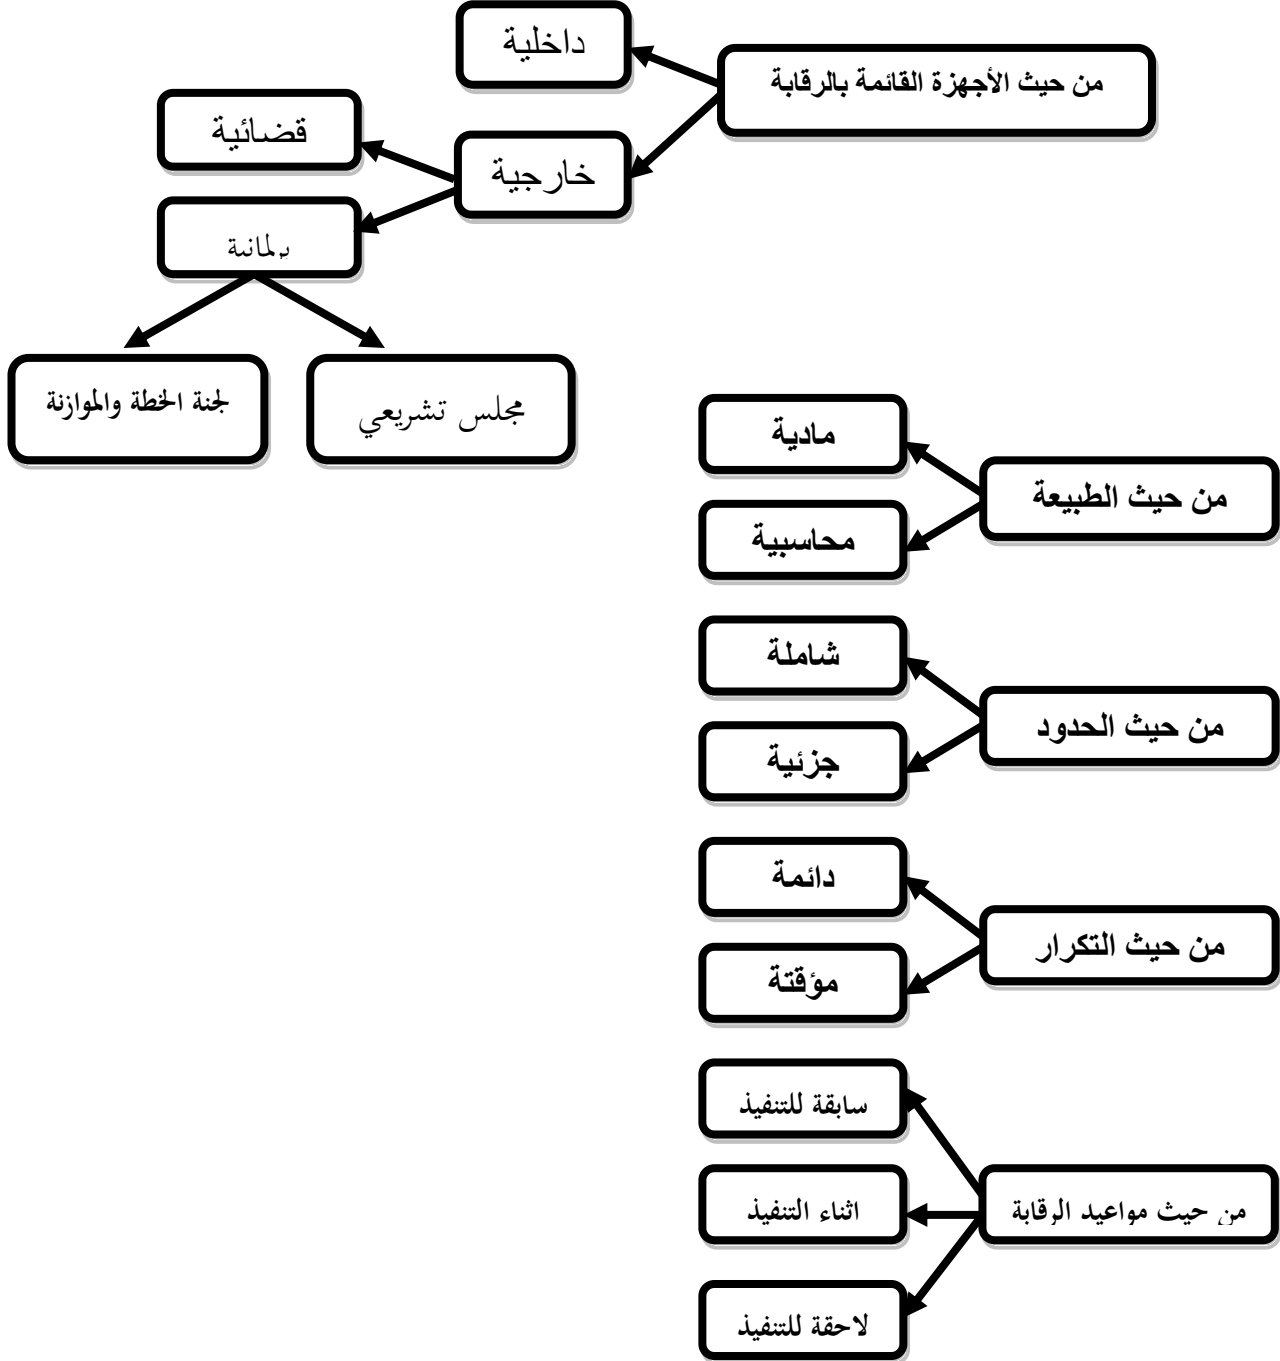 من حيث الأجهزة القائمة بالرقابة
داخلية
خارجية
قضائية
برلمانية
مجلس تشريعي
لجنة الخطة والموازنة
من حيث الطبيعة
مادية
محاسبية
من حيث الحدود
شاملة
جزئية
من حيث التكرار
دائمة
مؤقتة
من حيث مواعيد الرقابة
سابقة للتنفيذ
اثناء التنفيذ
لاحقة للتنفيذ